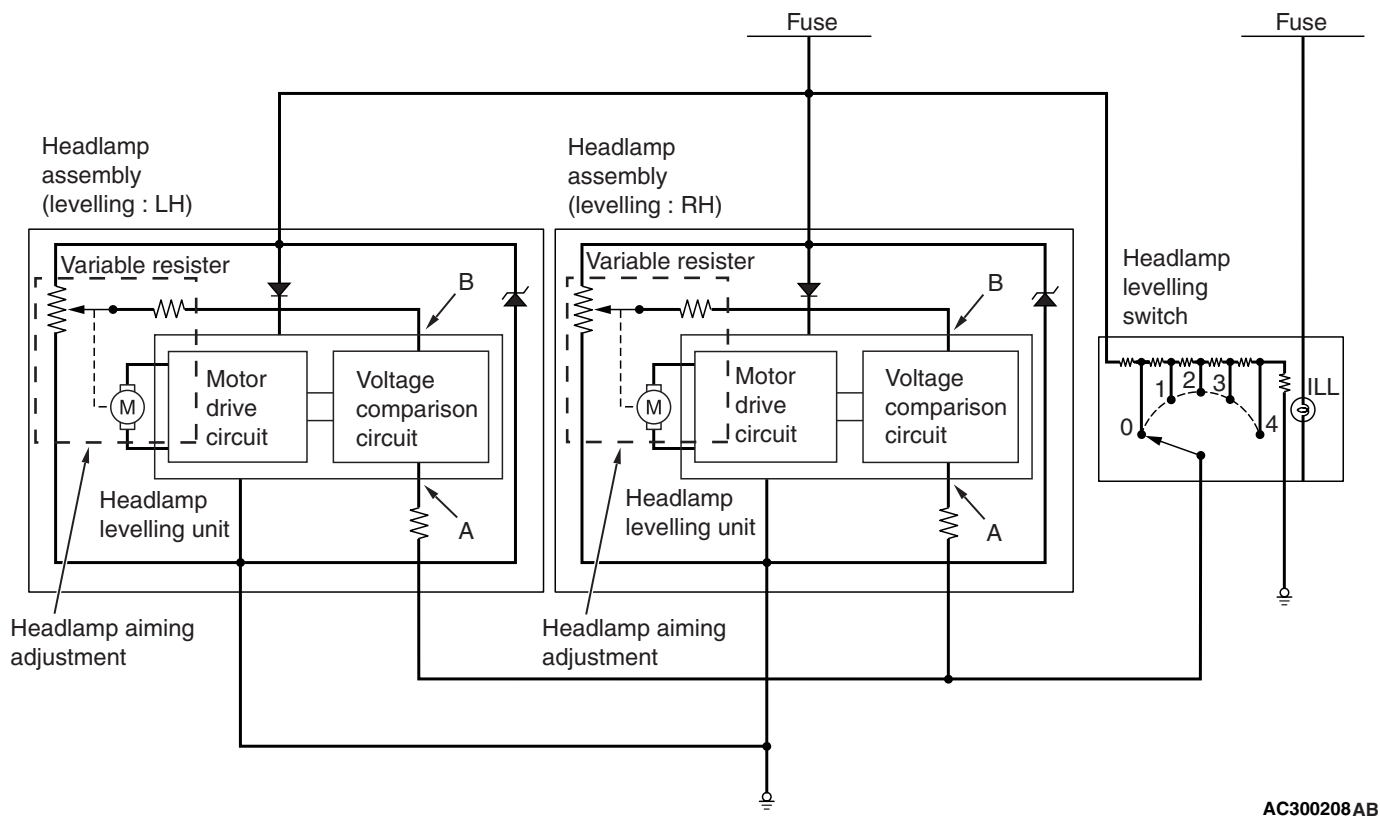 Fuse
Fuse
Headlamp
assembly
(levelling : LH)
Headlamp
assembly
(levelling : RH)
Variable resister
B
Variable resister
B
Headlamp
levelling
switch
M
Motor
drive
circuit
Voltage
comparison
circuit
M
Motor
drive
circuit
Voltage
comparison
circuit
0
1
2
3
4
ILL
Headlamp
levelling unit
A
Headlamp
levelling unit
A
Headlamp aiming
adjustment
Headlamp aiming
adjustment
AC300208AB